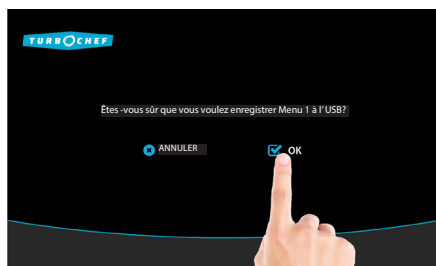 TURBOCHEF
Êtes -vous sûr que vous voulez enregistrer Menu 1 à l' USB?
ANNULER
OK